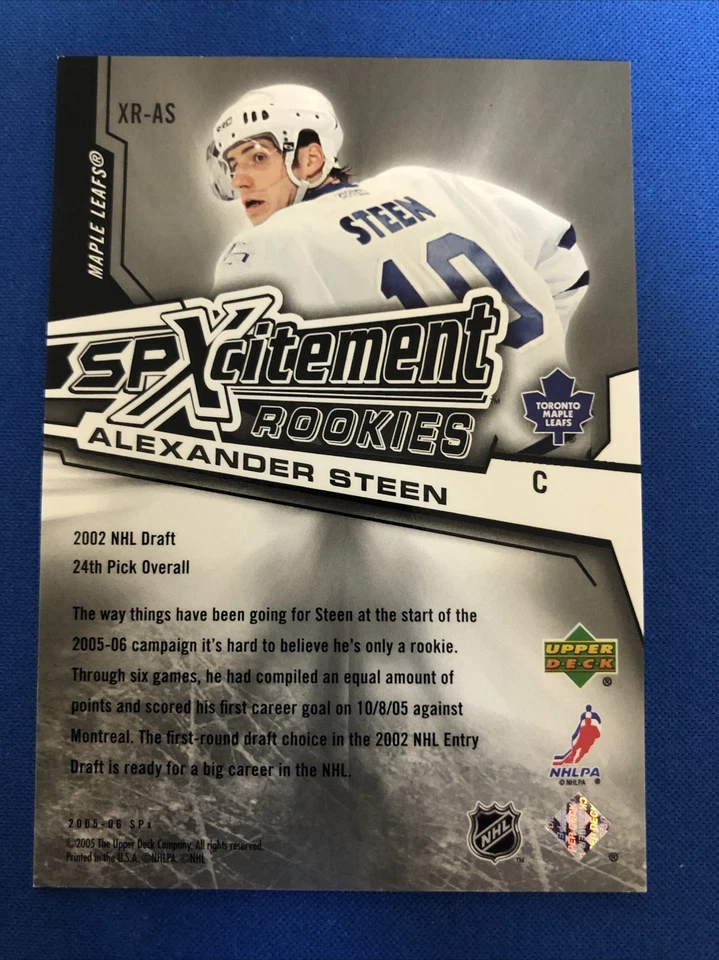 XR-AS
MAPLE LEAFS®
STEEN
10
SPXcitement™
ROOKIES
ALEXANDER STEEN
TORONTO
MAPLE
LEAFS
C
2002 NHL Draft
24th Pick Overall
The way things have been going for Steen at the start of the
2005-06 campaign it's hard to believe he's only a rookie.
Through six games, he had compiled an equal amount of
points and scored his first career goal on 10/8/05 against
Montreal. The first-round draft choice in the 2002 NHL Entry
Draft is ready for a big career in the NHL.
UPPER
D·E·C·K
®
NHLPA
© NHLPA ®
NHL
™
®
2005-06 SPx
©2005 The Upper Deck Company. All rights reserved.
Printed in the U.S.A. ©NHLPA. ©NHL